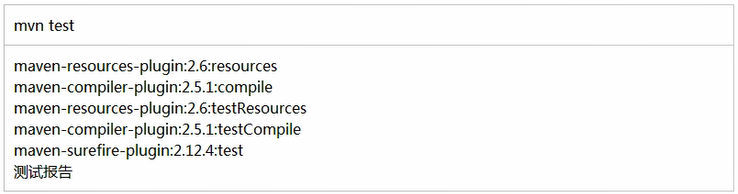 mvn test
maven-resources-plugin:2.6:resources
maven-compiler-plugin:2.5.1:compile
maven-resources-plugin:2.6:testResources
maven-compiler-plugin:2.5.1:testCompile
maven-surefire-plugin:2.12.4:test
测试报告